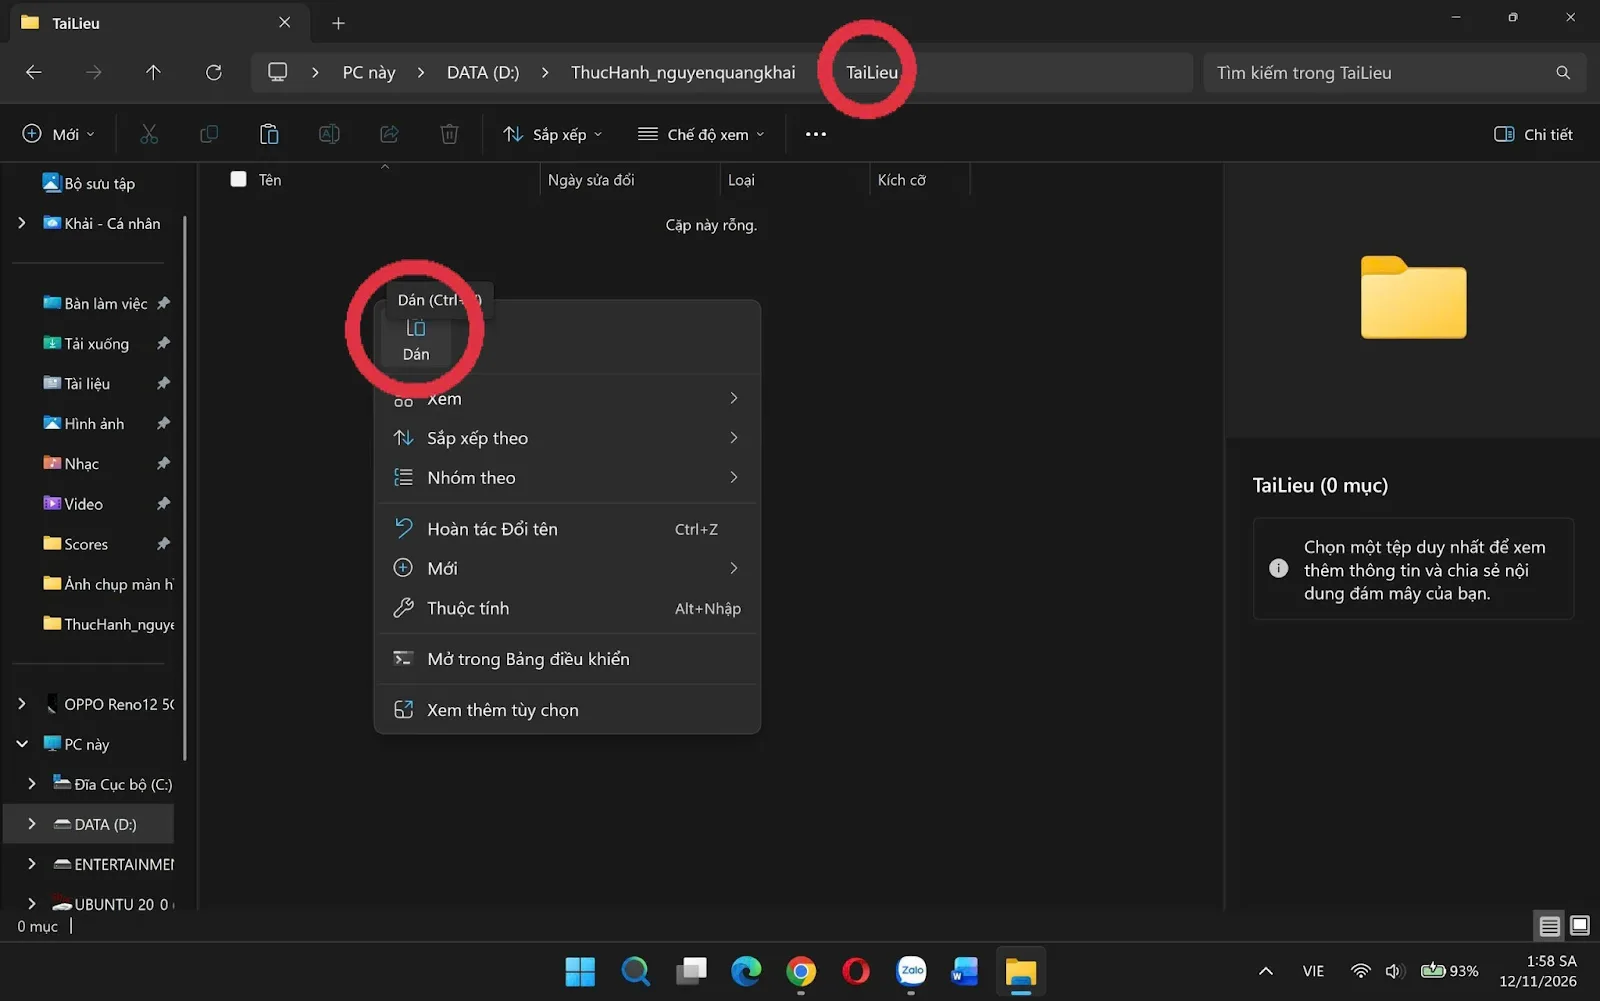 TaiLieu
PC này
DATA (D:)
ThucHanh_nguyenquangkhai
TaiLieu
Tìm kiếm trong TaiLieu
Mới
Sắp xếp
Chế độ xem
Chi tiết
Bộ sưu tập
Khải - Cá nhân
Bàn làm việc
Tải xuống
Tài liệu
Hình ảnh
Nhạc
Video
Scores
Ảnh chụp màn h
ThucHanh_nguye
OPPO Reno12 5G
PC này
Đĩa Cục bộ (C:)
DATA (D:)
ENTERTAINMEN
UBUNTU 20_0
Tên
Ngày sửa đổi
Loại
Kích cỡ
Cặp này rỗng.
Dán (Ctrl+V)
Dán
Xem
Sắp xếp theo
Nhóm theo
Hoàn tác Đổi tên Ctrl+Z
Mới
Thuộc tính Alt+Nhập
Mở trong Bảng điều khiển
Xem thêm tùy chọn
TaiLieu (0 mục)
Chọn một tệp duy nhất để xem
thêm thông tin và chia sẻ nội
dung đám mây của bạn.
0 mục
Zalo
VIE
93%
1:58 SA
12/11/2026